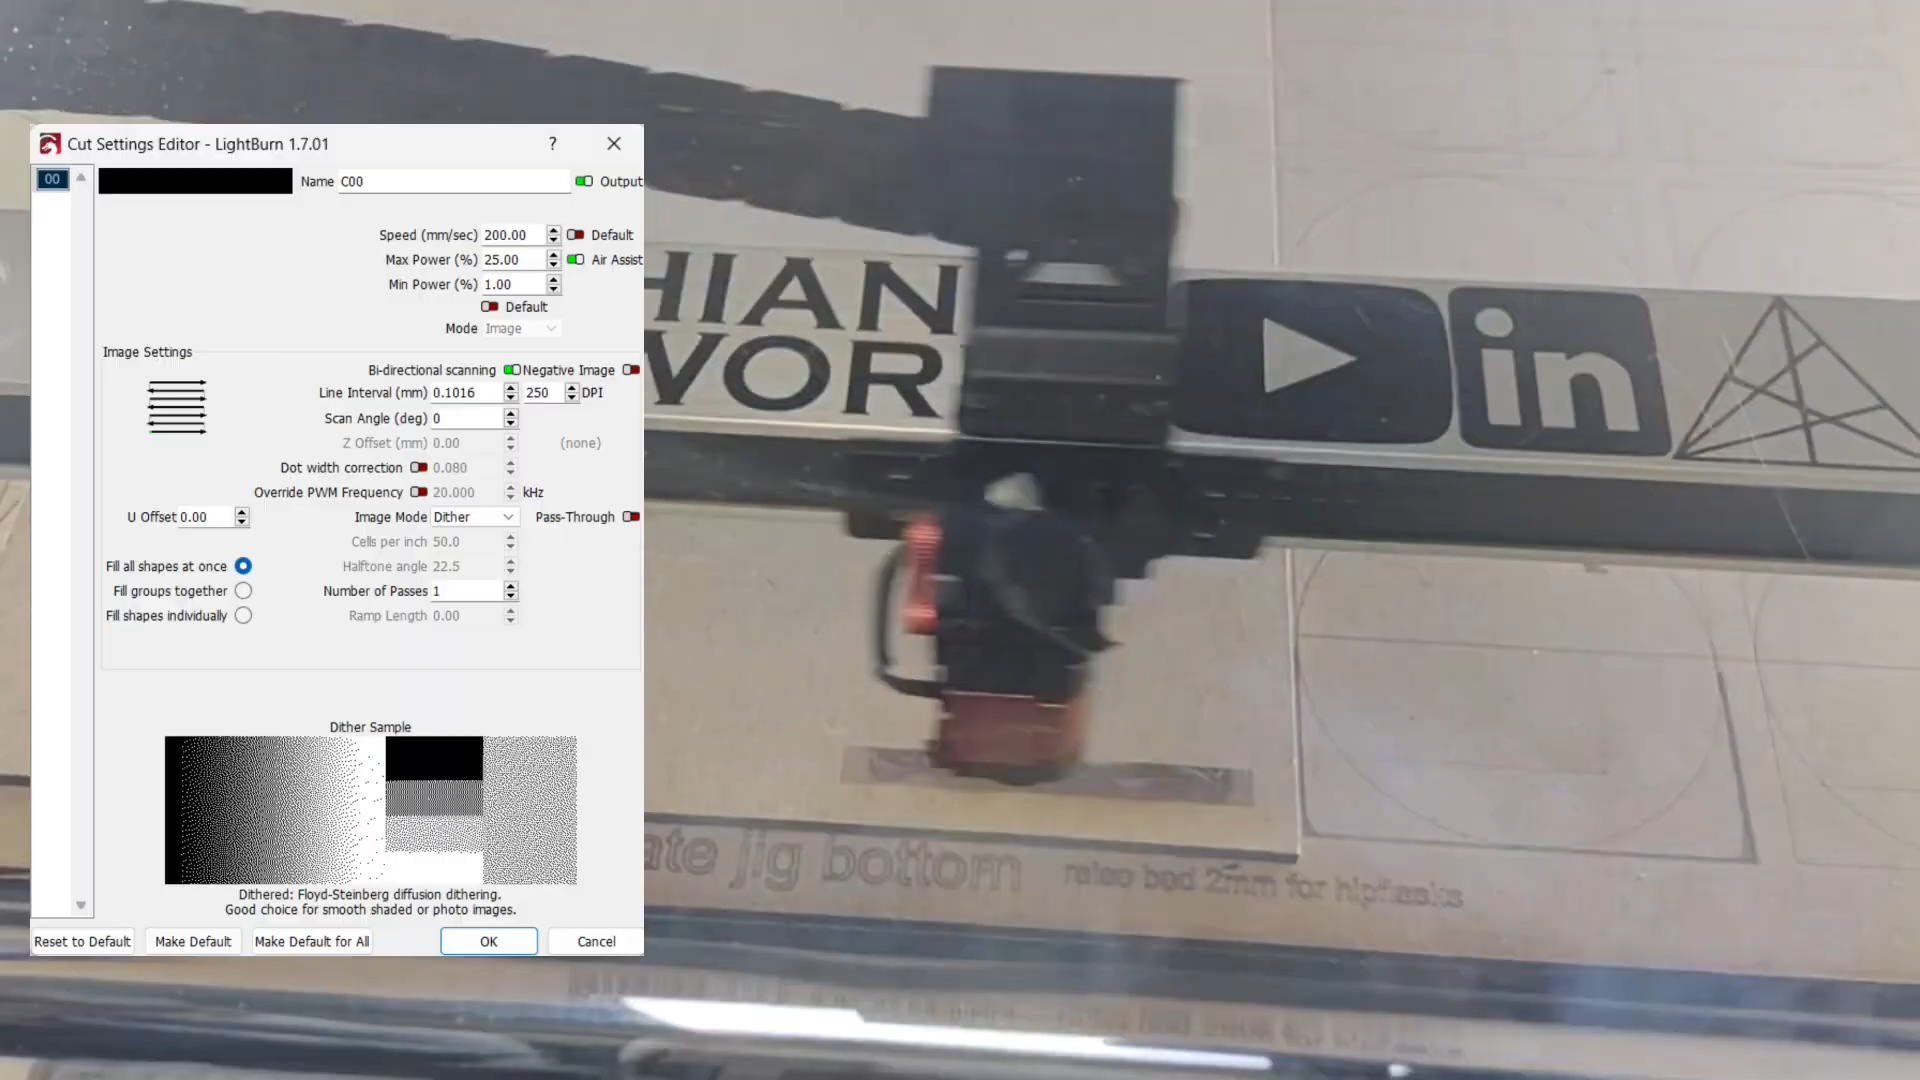 Cut Settings Editor - LightBurn 1.7.01
?
00
Name C00 Output
Speed (mm/sec) 200.00 Default
Max Power (%) 25.00 Air Assist
Min Power (%) 1.00
Default
Mode Image
Image Settings
Bi-directional scanning Negative Image
Line Interval (mm) 0.1016 250 DPI
Scan Angle (deg) 0
Z Offset (mm) 0.00 (none)
Dot width correction 0.080
Override PWM Frequency 20.000 kHz
U Offset 0.00 Image Mode Dither Pass-Through
Cells per inch 50.0
Fill all shapes at once Halftone angle 22.5
Fill groups together Number of Passes 1
Fill shapes individually Ramp Length 0.00
Dither Sample
Dithered: Floyd-Steinberg diffusion dithering.
Good choice for smooth shaded or photo images.
Reset to Default Make Default Make Default for All OK Cancel
HIAN
WOR
in
ate jig bottom raise bed 2mm for hipflasks